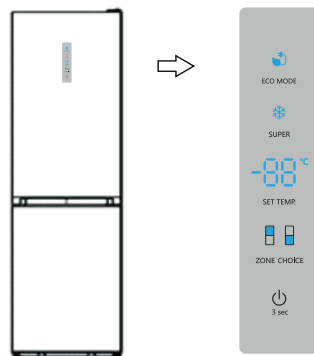 ECO MODE
SUPER
-88°C
SET TEMP.
ZONE CHOICE
3 sec